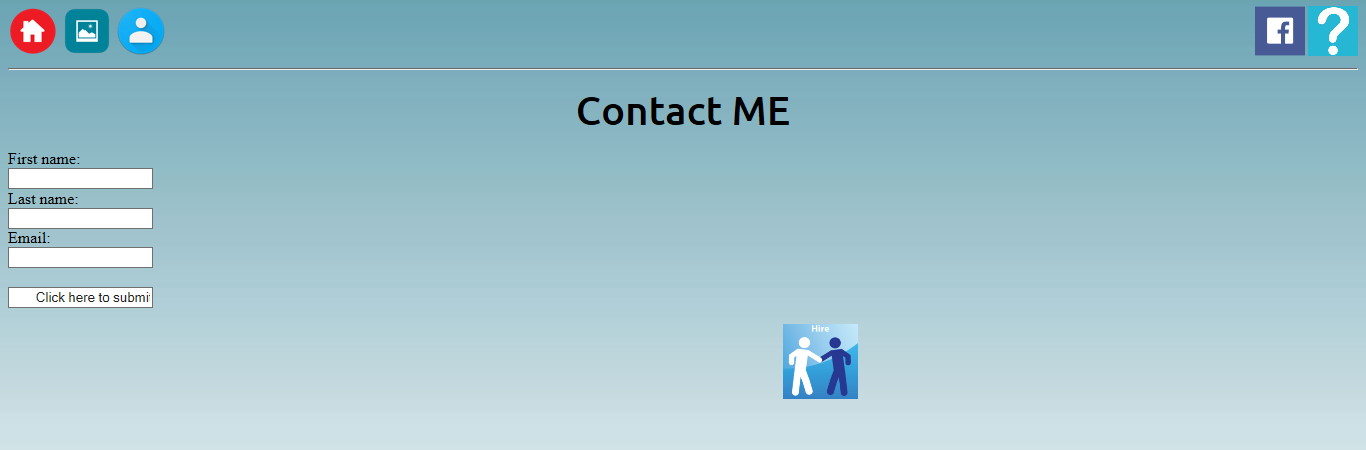 Contact ME
First name:
Last name:
Email:
Click here to submi
Hire